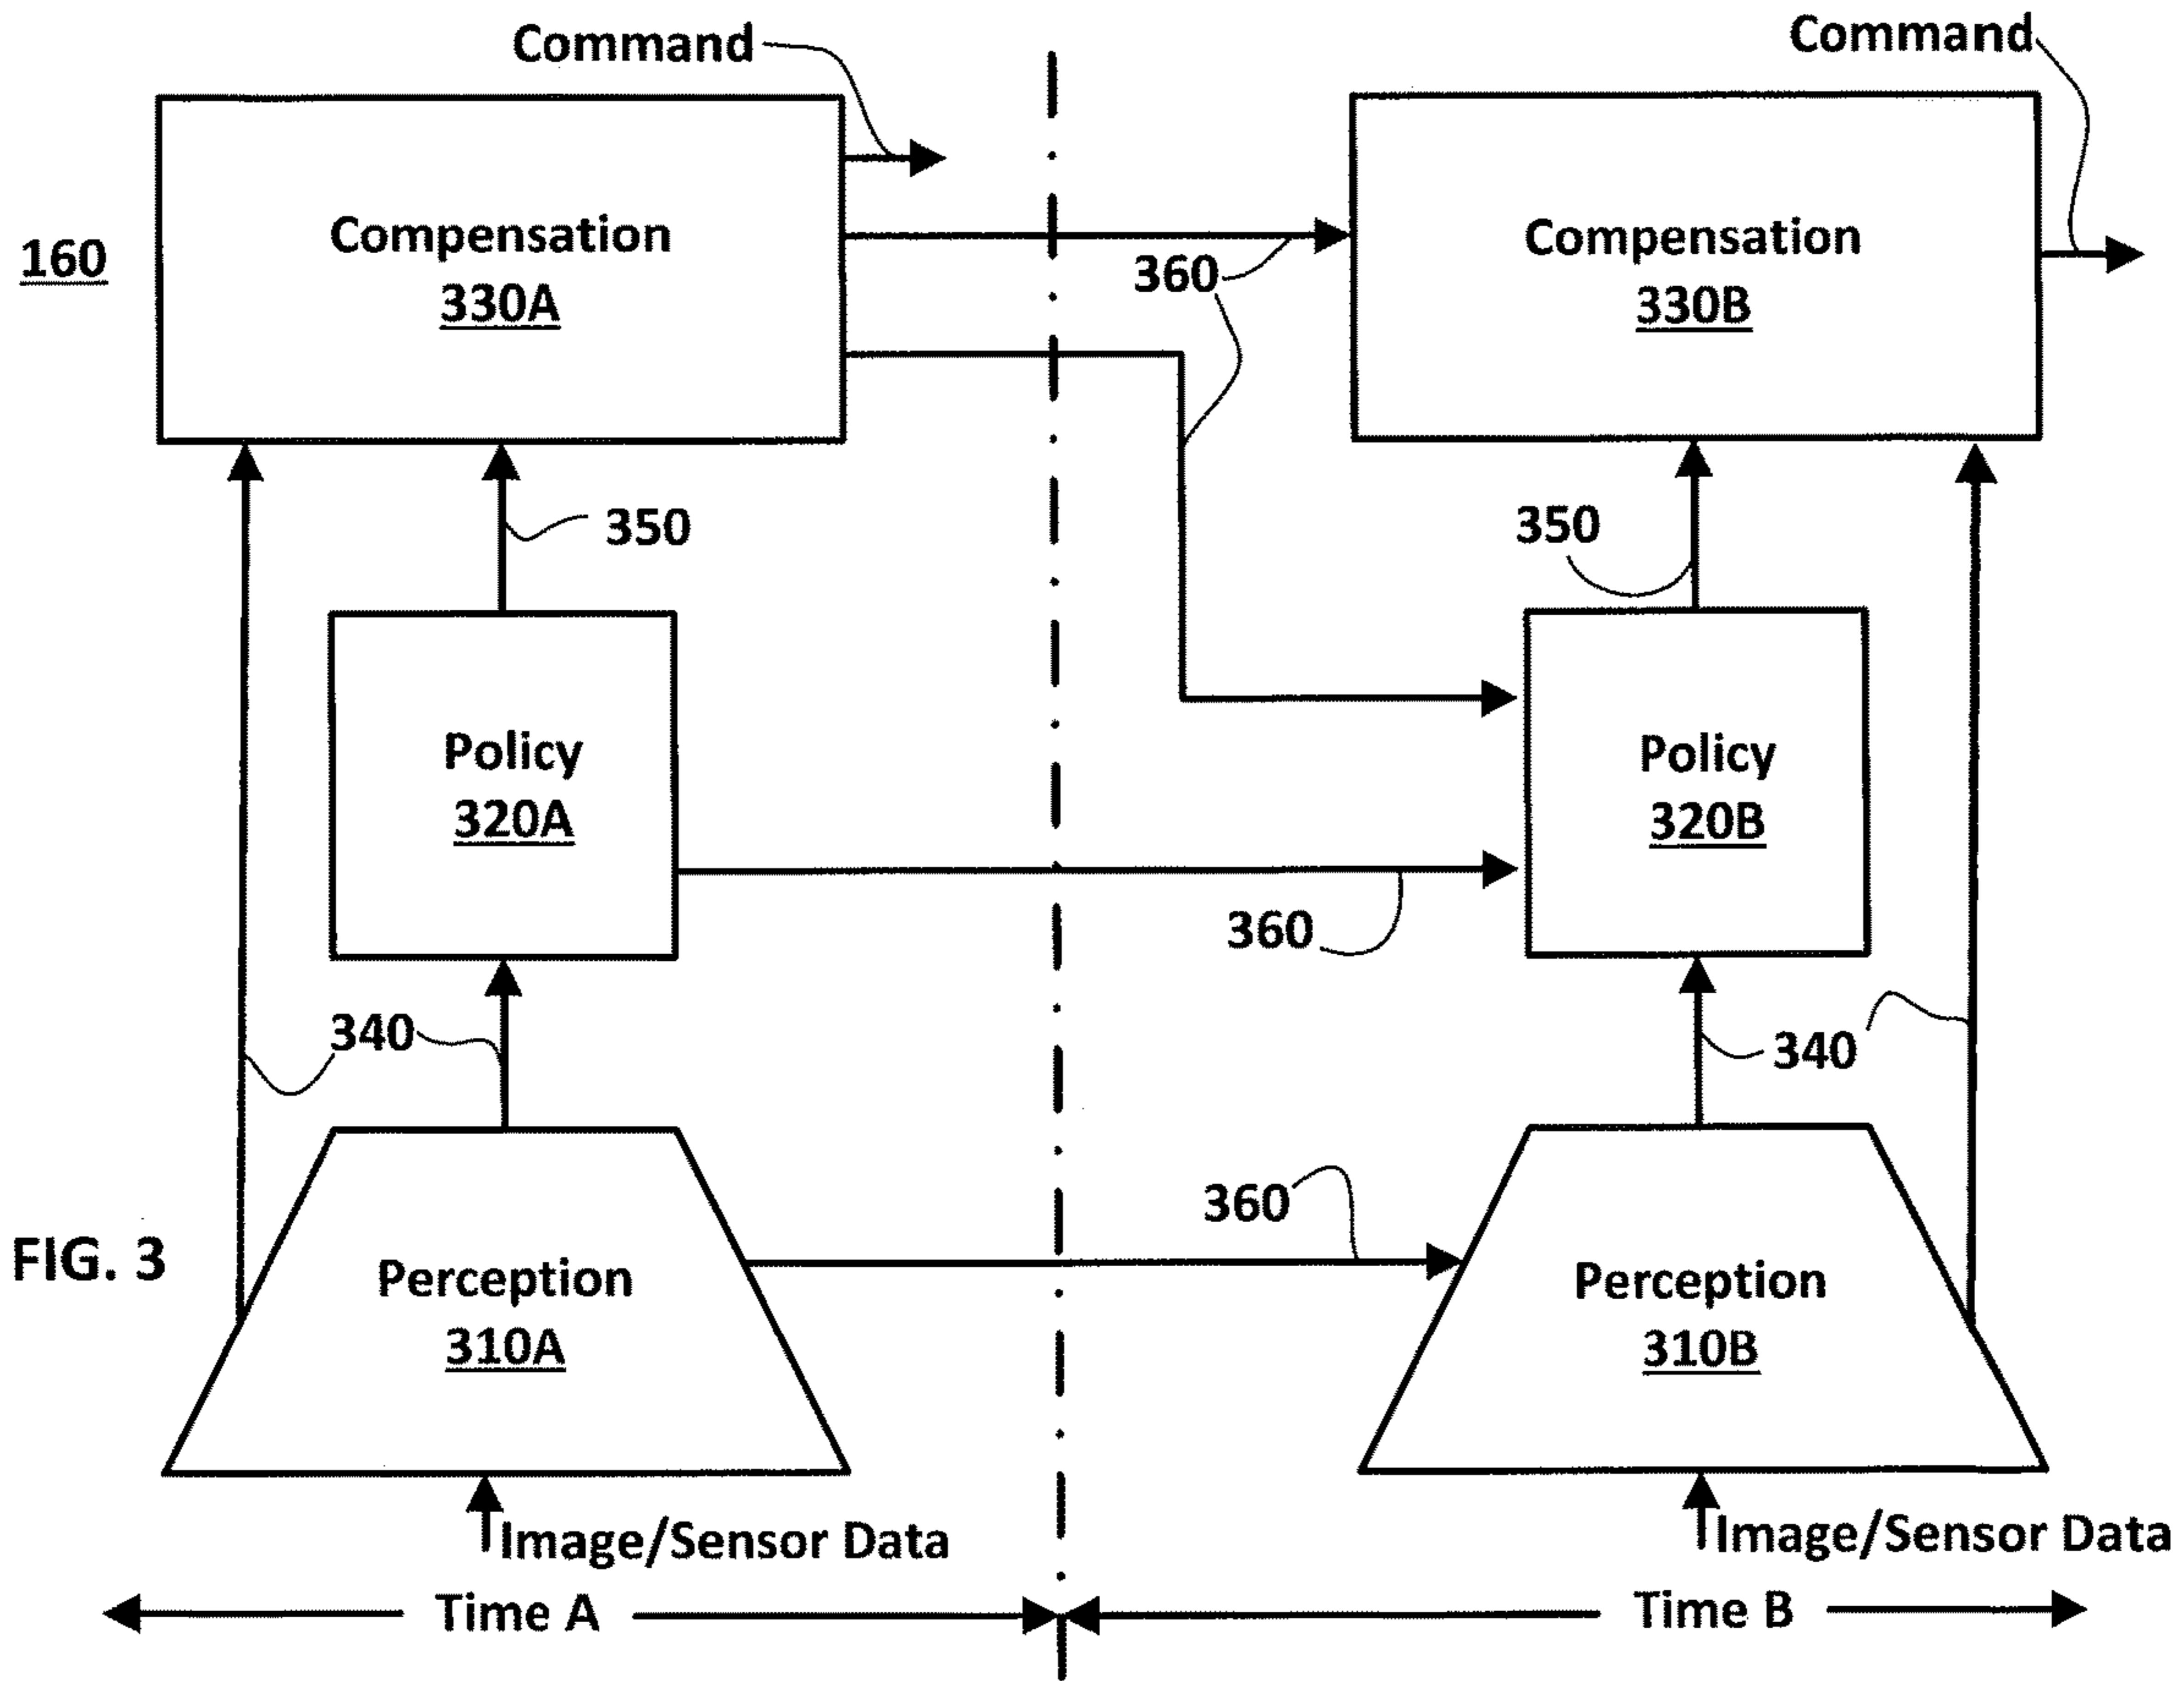 Command
Command
160
Compensation
330A
360
Compensation
330B
350
350
Policy
320A
Policy
320B
360
340
340
360
FIG. 3
Perception
310A
Perception
310B
Image/Sensor Data
Image/Sensor Data
Time A
Time B